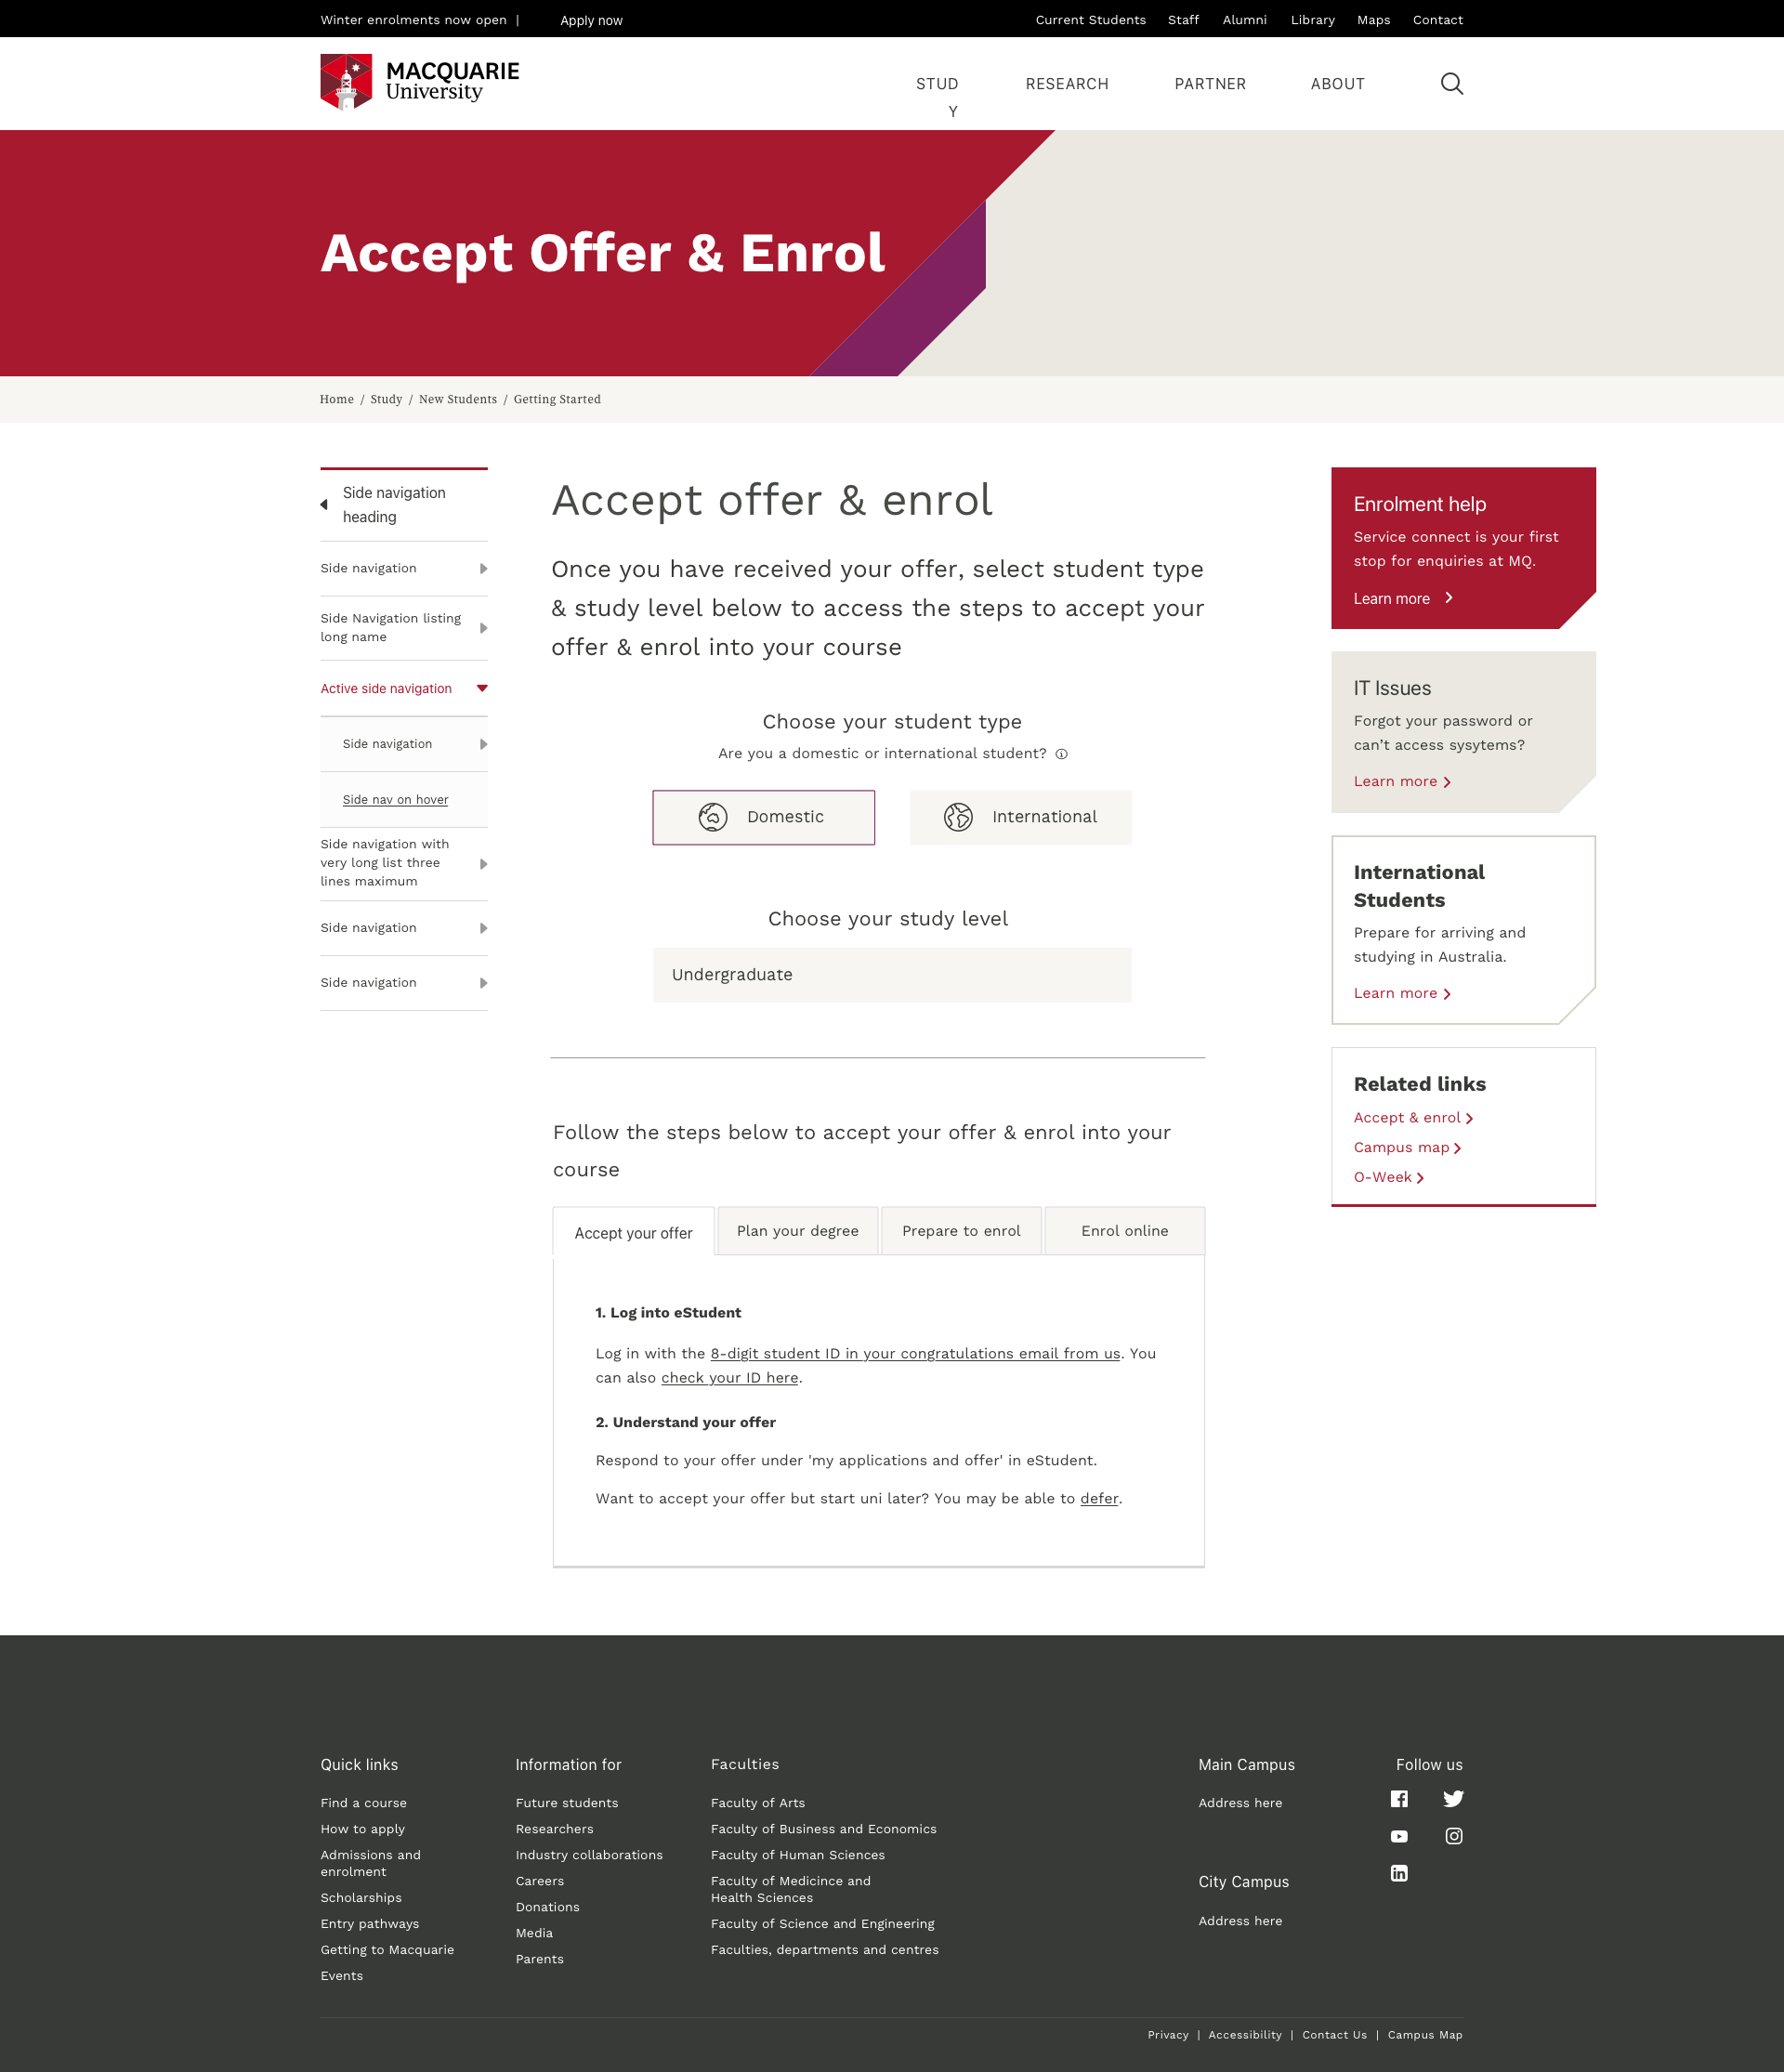 Winter enrolments now open | Apply now
Current Students Staff Alumni Library Maps Contact
MACQUARIE
University
STUD
Y
RESEARCH
PARTNER
ABOUT
Accept Offer & Enrol
Home / Study / New Students / Getting Started
Side navigation
heading
Side navigation
Side Navigation listing
long name
Active side navigation
Side navigation
Side nav on hover
Side navigation with
very long list three
lines maximum
Side navigation
Side navigation
Accept offer & enrol
Once you have received your offer, select student type
& study level below to access the steps to accept your
offer & enrol into your course
Choose your student type
Are you a domestic or international student?
Domestic
International
Choose your study level
Undergraduate
Follow the steps below to accept your offer & enrol into your
course
Accept your offer
Plan your degree
Prepare to enrol
Enrol online
1. Log into eStudent
Log in with the 8-digit student ID in your congratulations email from us. You
can also check your ID here.
2. Understand your offer
Respond to your offer under 'my applications and offer' in eStudent.
Want to accept your offer but start uni later? You may be able to defer.
Enrolment help
Service connect is your first
stop for enquiries at MQ.
Learn more
IT Issues
Forgot your password or
can’t access sysytems?
Learn more
International
Students
Prepare for arriving and
studying in Australia.
Learn more
Related links
Accept & enrol
Campus map
O-Week
Quick links
Find a course
How to apply
Admissions and
enrolment
Scholarships
Entry pathways
Getting to Macquarie
Events
Information for
Future students
Researchers
Industry collaborations
Careers
Donations
Media
Parents
Faculties
Faculty of Arts
Faculty of Business and Economics
Faculty of Human Sciences
Faculty of Medicince and
Health Sciences
Faculty of Science and Engineering
Faculties, departments and centres
Main Campus
Address here
City Campus
Address here
Follow us
Privacy | Accessibility | Contact Us | Campus Map